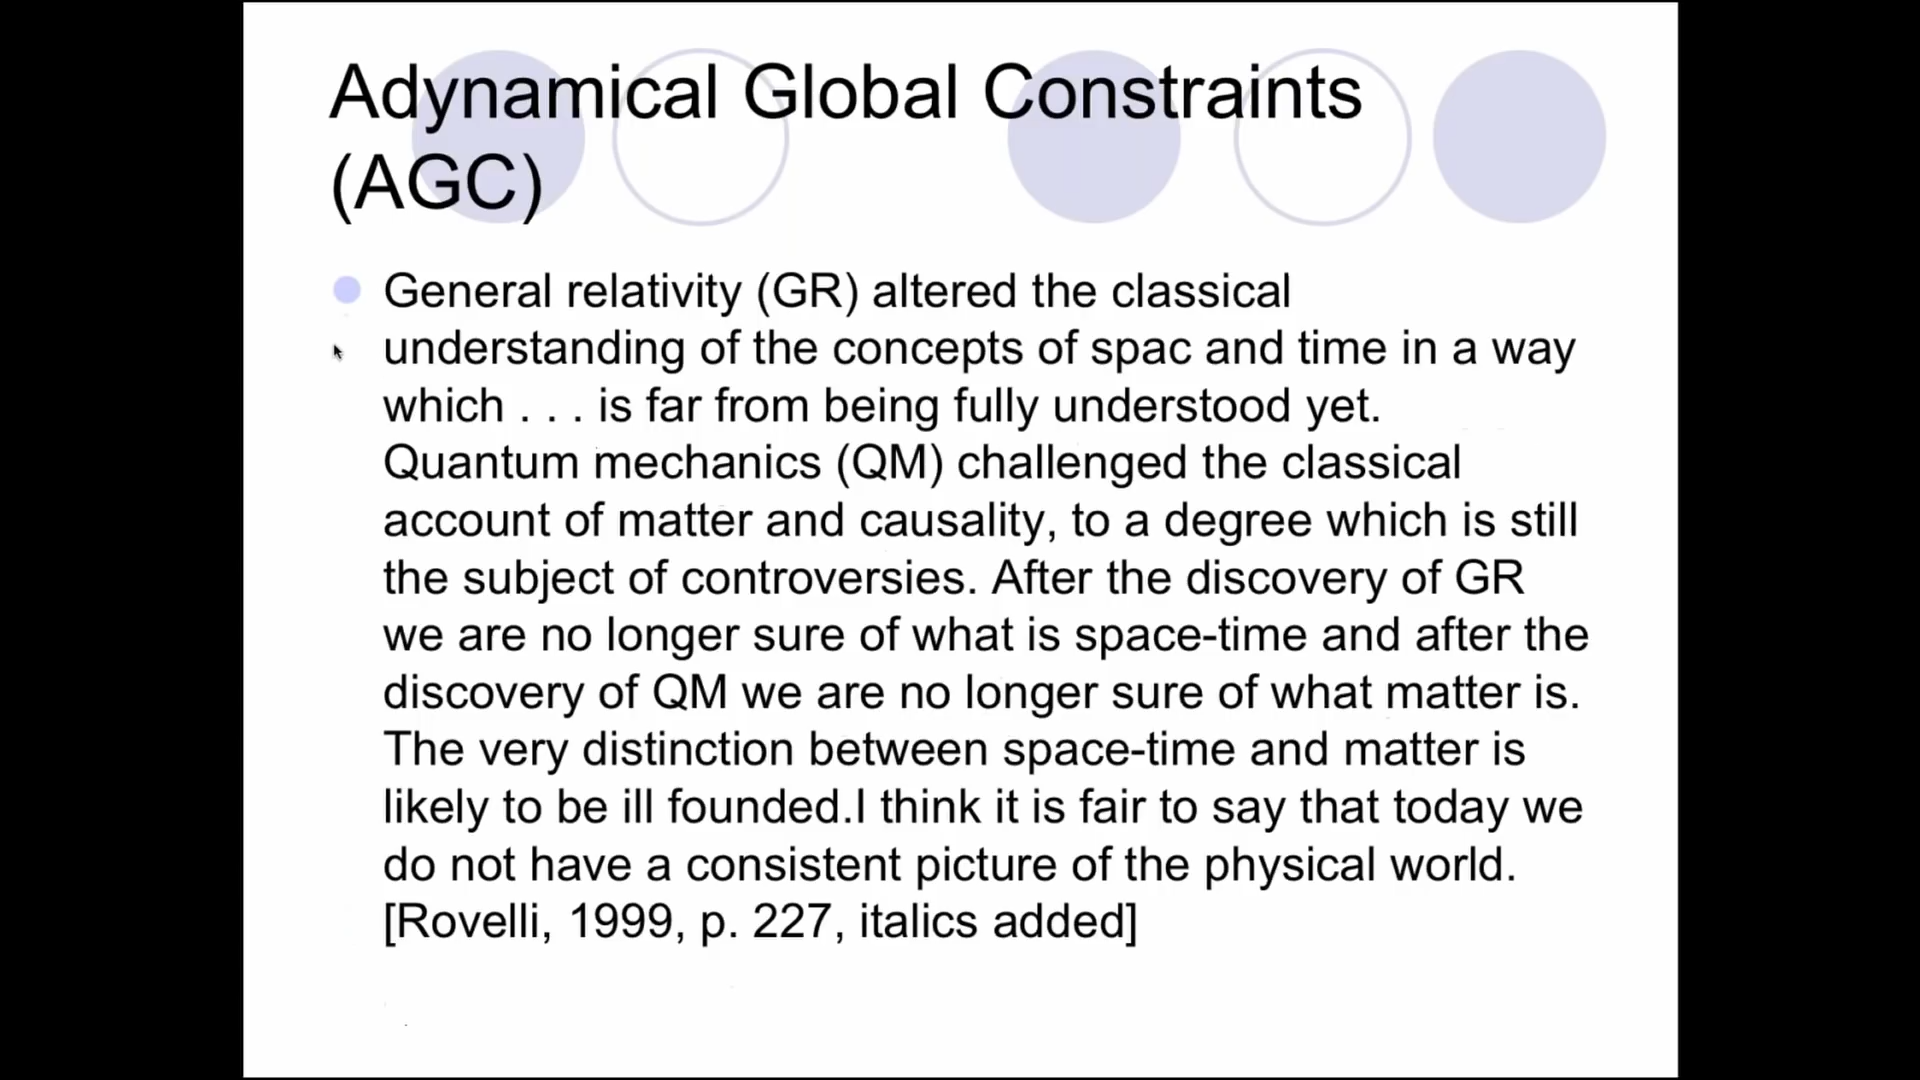 Adynamical Global Constraints
(AGC)
General relativity (GR) altered the classical
understanding of the concepts of spac and time in a way
which . . . is far from being fully understood yet.
Quantum mechanics (QM) challenged the classical
account of matter and causality, to a degree which is still
the subject of controversies. After the discovery of GR
we are no longer sure of what is space-time and after the
discovery of QM we are no longer sure of what matter is.
The very distinction between space-time and matter is
likely to be ill founded.I think it is fair to say that today we
do not have a consistent picture of the physical world.
[Rovelli, 1999, p. 227, italics added]